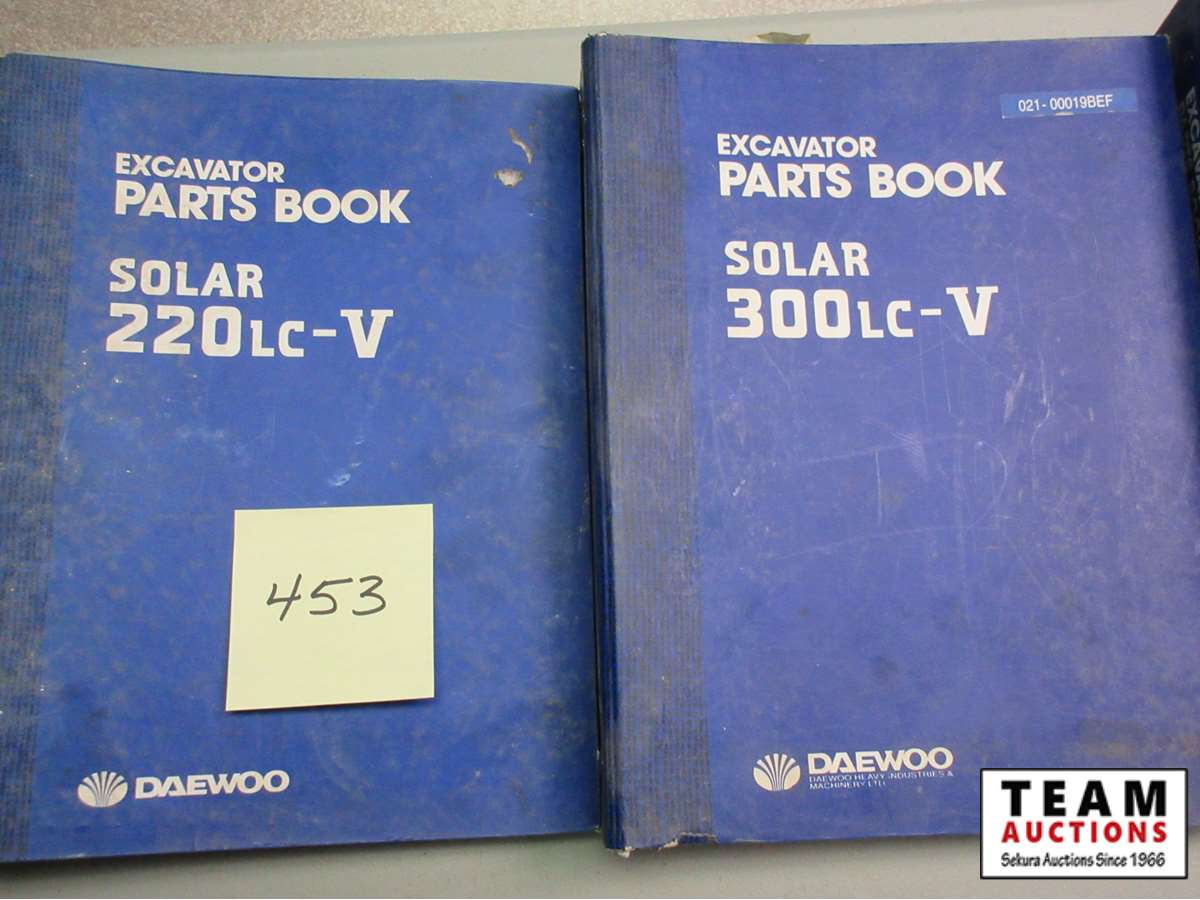 EXCAVATOR
PARTS BOOK
SOLAR
220LC-V
453
DAEWOO
021-00019BEF
EXCAVATOR
PARTS BOOK
SOLAR
300LC-V
DAEWOO
DAEWOO HEAVY INDUSTRIES &
MACHINERY LTD
TEAM
AUCTIONS
Sekura Auctions Since 1966